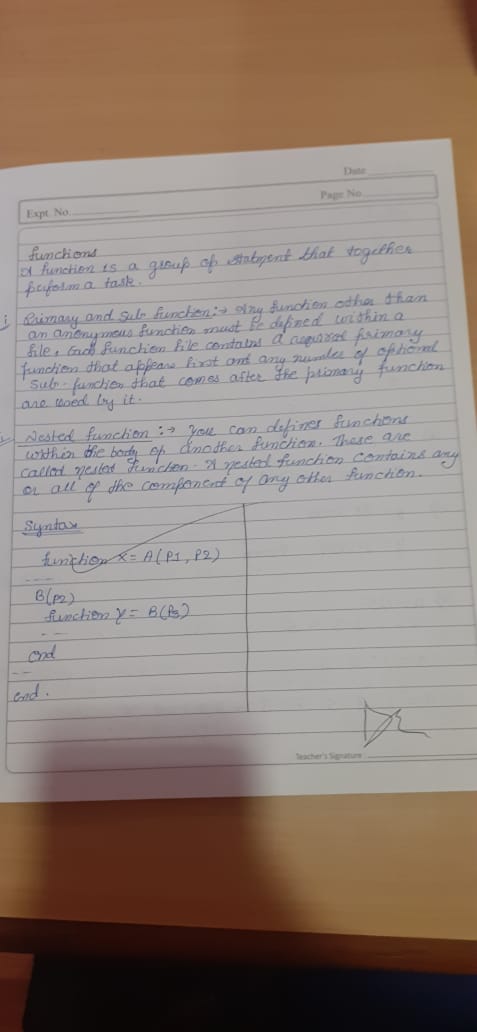 Date
Page No.
Expt. No.
functions
A function is a group of statment that together
perform a task.
Primary and Sub function :→ Any function other than
an anonymous function must be defined within a
file, Each function file contains a required primary
function that appears first and any number of optional
sub-function that comes after the primary function
are used by it.
Nested function :→ you can defines functions
within the body of another function. These are
called nested function. A nested function contains any
or all of the component of any other function.
Syntax
function x = A(P1, P2)
---
B(P2)
function y = B(P3)
--
end
--
end.
Teacher's Signature :